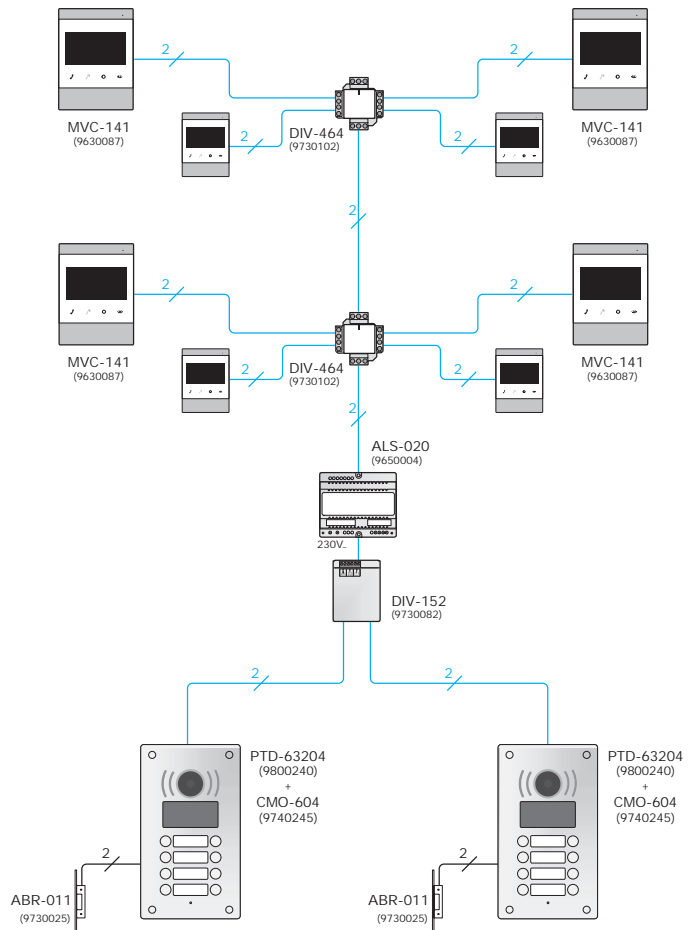 2
2
MVC-141
(9630087)
2
DIV-464
(9730102)
2
MVC-141
(9630087)
2
2
2
MVC-141
(9630087)
2
DIV-464
(9730102)
2
MVC-141
(9630087)
2
ALS-020
(9650004)
230V~
DIV-152
(9730082)
2
2
PTD-63204
(9800240)
+
CMO-604
(9740245)
PTD-63204
(9800240)
+
CMO-604
(9740245)
2
2
ABR-011
(9730025)
ABR-011
(9730025)